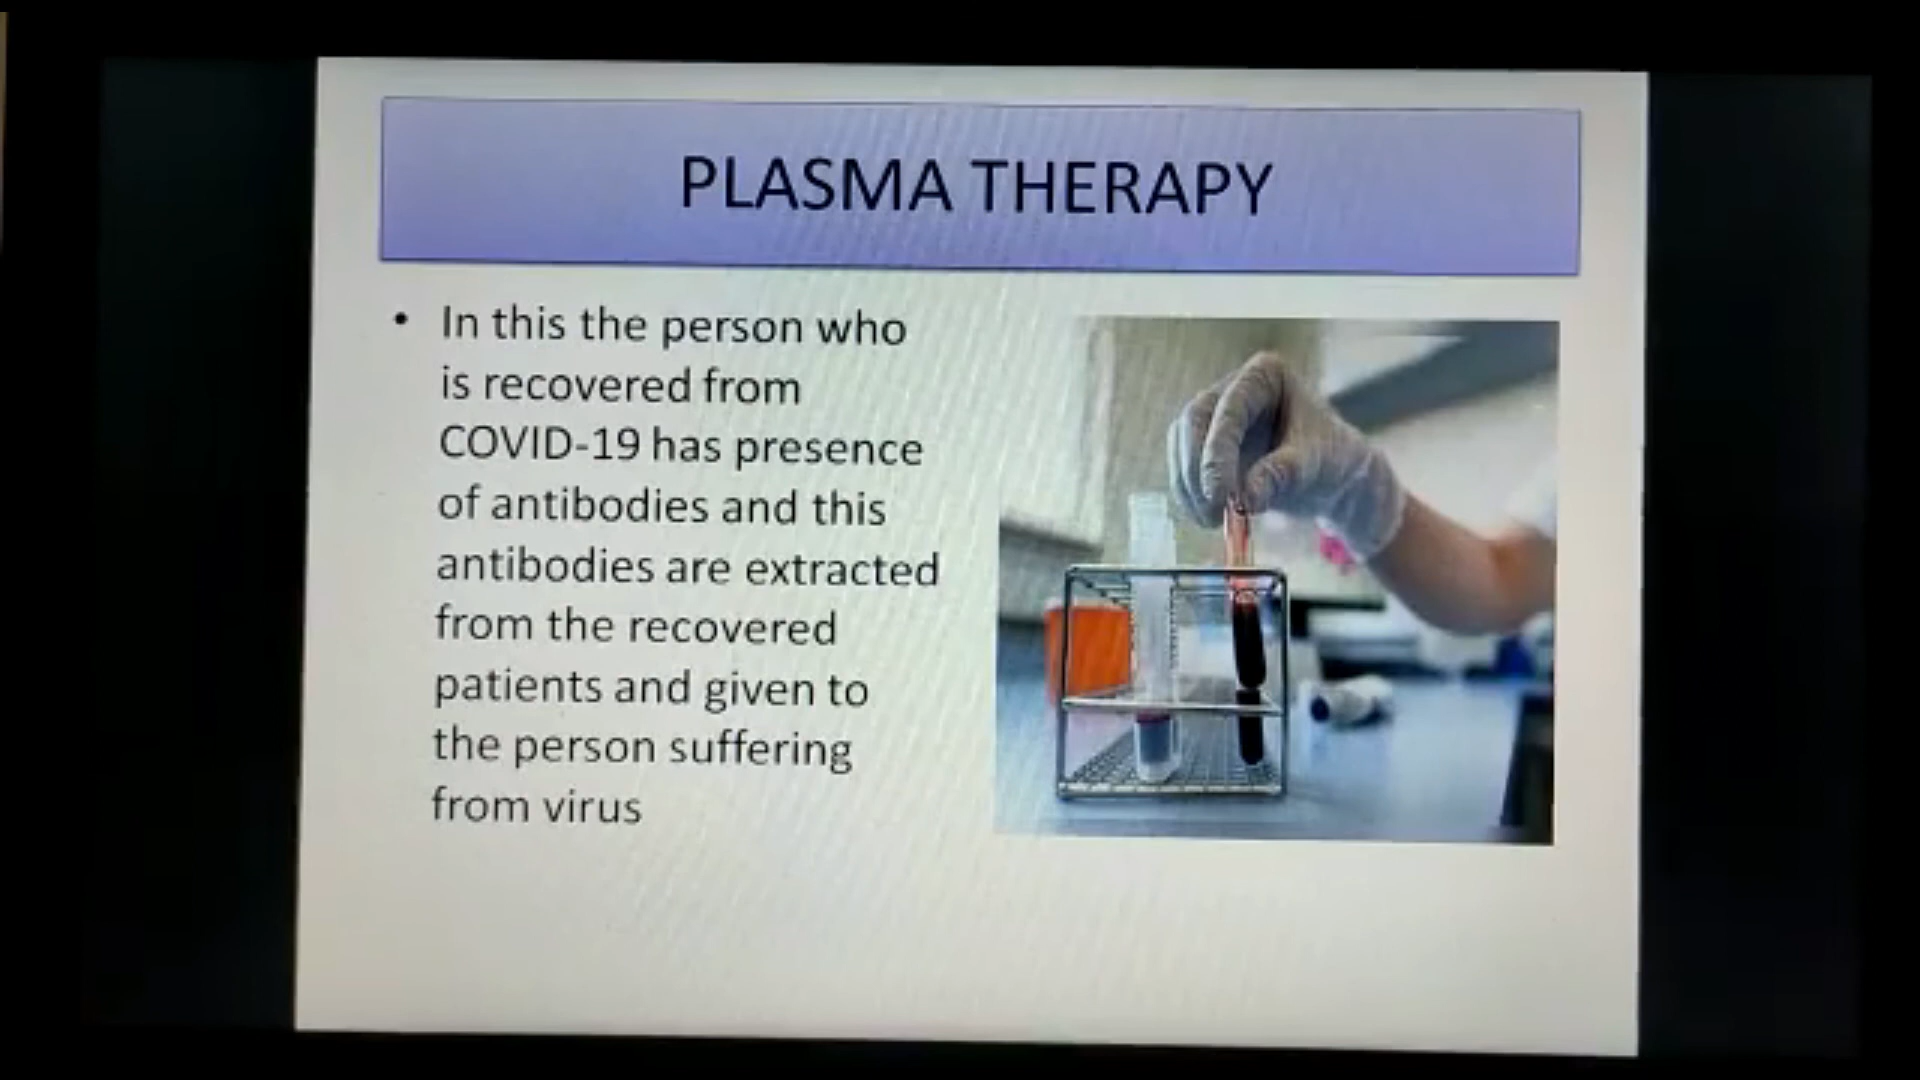 PLASMA THERAPY
• In this the person who
is recovered from
COVID-19 has presence
of antibodies and this
antibodies are extracted
from the recovered
patients and given to
the person suffering
from virus